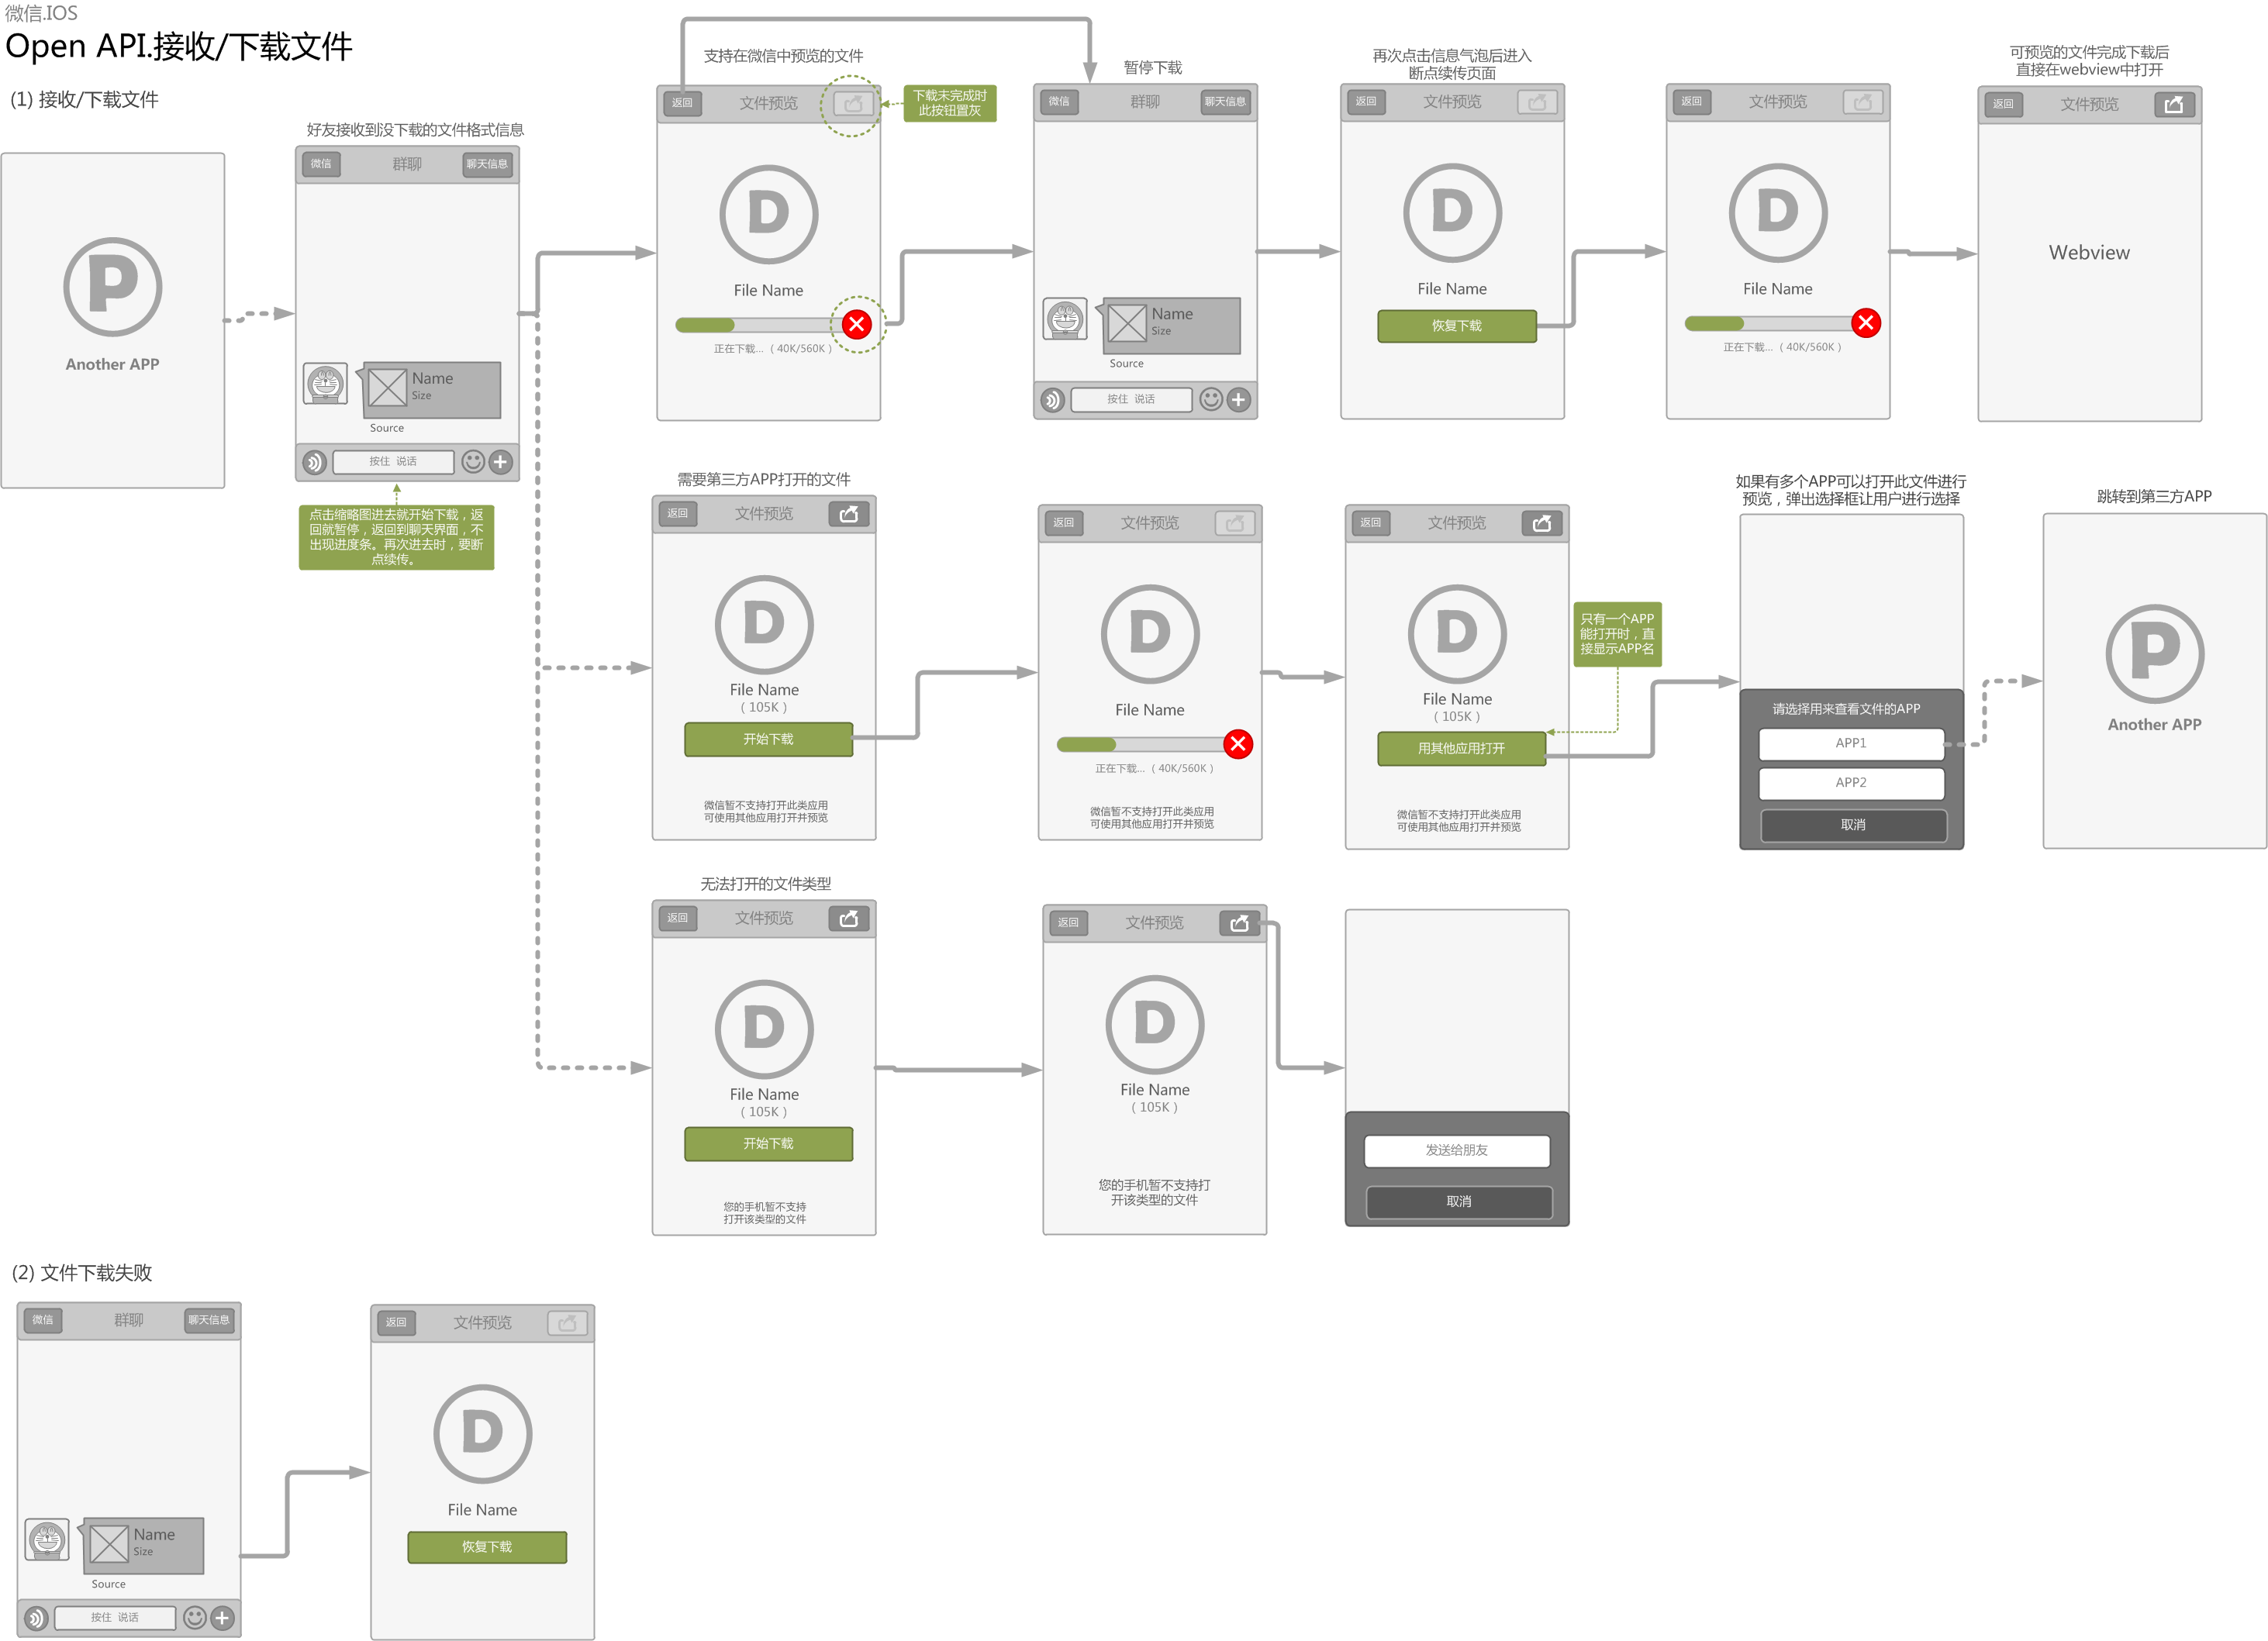 微信.IOS
Open API.接收/下载文件
(1) 接收/下载文件
Another APP
好友接收到没下载的文件格式信息
微信
群聊
聊天信息
Name
Size
Source
按住 说话
点击缩略图进去就开始下载，返
回就暂停，返回到聊天界面，不
出现进度条。再次进去时，要断
点续传。
支持在微信中预览的文件
返回
文件预览
下载未完成时
此按钮置灰
D
File Name
正在下载...（ 40K/560K ）
暂停下载
微信
群聊
聊天信息
Name
Size
Source
按住 说话
再次点击信息气泡后进入
断点续传页面
返回
文件预览
D
File Name
恢复下载
返回
文件预览
D
File Name
正在下载...（ 40K/560K ）
可预览的文件完成下载后
直接在webview中打开
返回
文件预览
Webview
需要第三方APP打开的文件
返回
文件预览
D
File Name
（ 105K ）
开始下载
微信暂不支持打开此类应用
可使用其他应用打开并预览
返回
文件预览
D
File Name
正在下载...（ 40K/560K ）
微信暂不支持打开此类应用
可使用其他应用打开并预览
返回
文件预览
D
File Name
（ 105K ）
用其他应用打开
微信暂不支持打开此类应用
可使用其他应用打开并预览
只有一个APP
能打开时，直
接显示APP名
如果有多个APP可以打开此文件进行
预览，弹出选择框让用户进行选择
请选择用来查看文件的APP
APP1
APP2
取消
跳转到第三方APP
P
Another APP
无法打开的文件类型
返回
文件预览
D
File Name
（ 105K ）
开始下载
您的手机暂不支持
打开该类型的文件
返回
文件预览
D
File Name
（ 105K ）
您的手机暂不支持打
开该类型的文件
发送给朋友
取消
(2) 文件下载失败
微信
群聊
聊天信息
Name
Size
Source
按住 说话
返回
文件预览
D
File Name
恢复下载